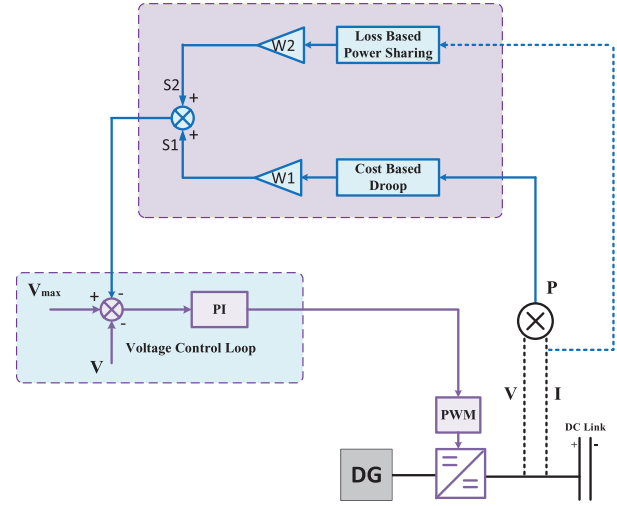 Loss Based
Power Sharing
W2
S2
+
+
S1
W1
Cost Based
Droop
Vmax
+
-
-
PI
V
Voltage Control Loop
P
V
I
PWM
DC Link
+
-
DG